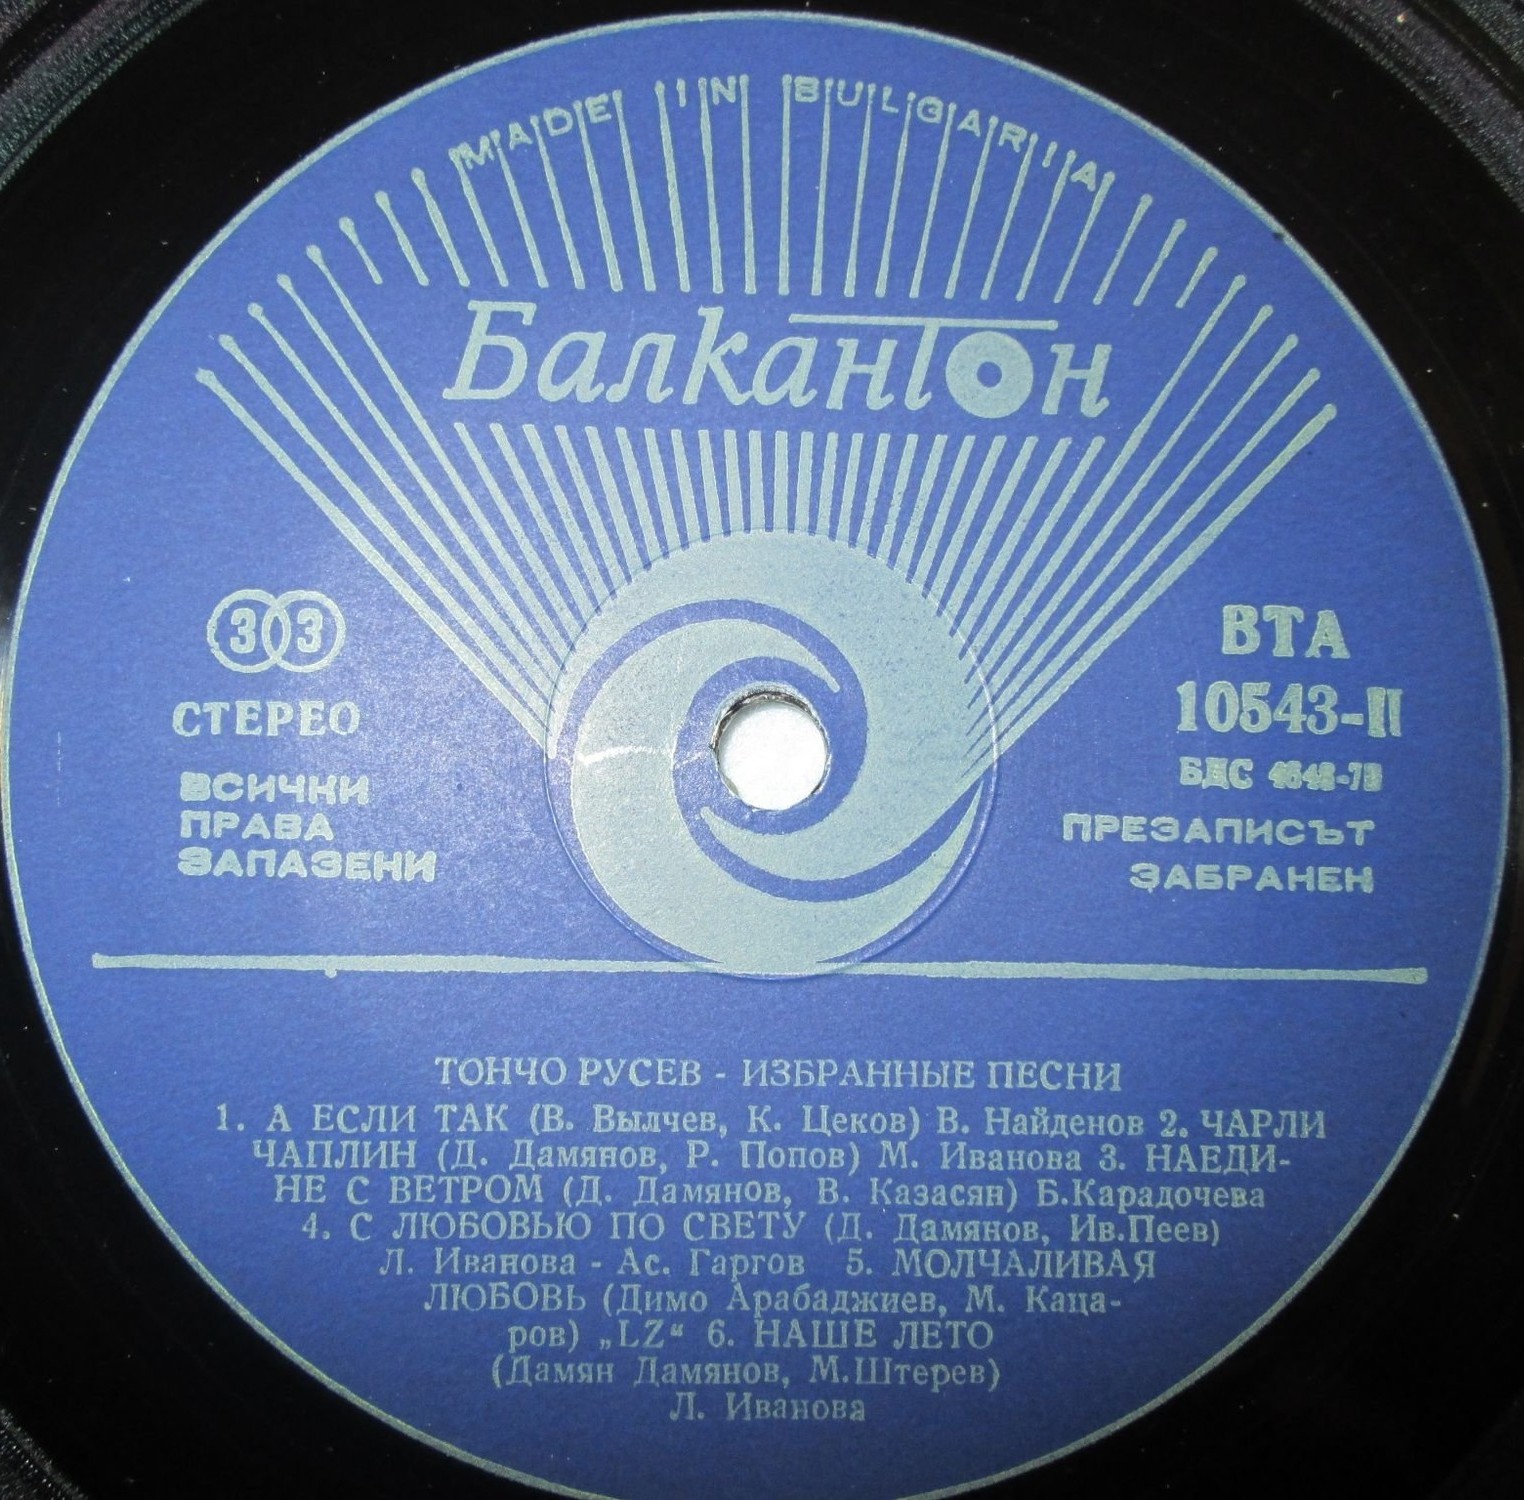 MADE IN BULGARIA
Балкантон
33
СТЕРЕО
ВСИЧКИ
ПРАВА
ЗАПАЗЕНИ
ВТА
10543-II
БДС
ПРЕЗАПИСЪТ
ЗАБРАНЕН
ТОНЧО РУСЕВ - ИЗБРАННЫЕ ПЕСНИ
1. А ЕСЛИ ТАК (В. Вылчев, К. Цеков) В. Найденов 2. ЧАРЛИ
ЧАПЛИН (Д. Дамянов, Р. Попов) М. Иванова 3. НАЕДИ-
НЕ С ВЕТРОМ (Д. Дамянов, В. Казасян) Б.Карадочева
4. С ЛЮБОВЬЮ ПО СВЕТУ (Д. Дамянов, Ив.Пеев)
Л. Иванова - Ас. Гаргов 5. МОЛЧАЛИВАЯ
ЛЮБОВЬ (Димо Арабаджиев, М. Каца-
ров) „LZ“ 6. НАШЕ ЛЕТО
(Дамян Дамянов, М.Штерев)
Л. Иванова